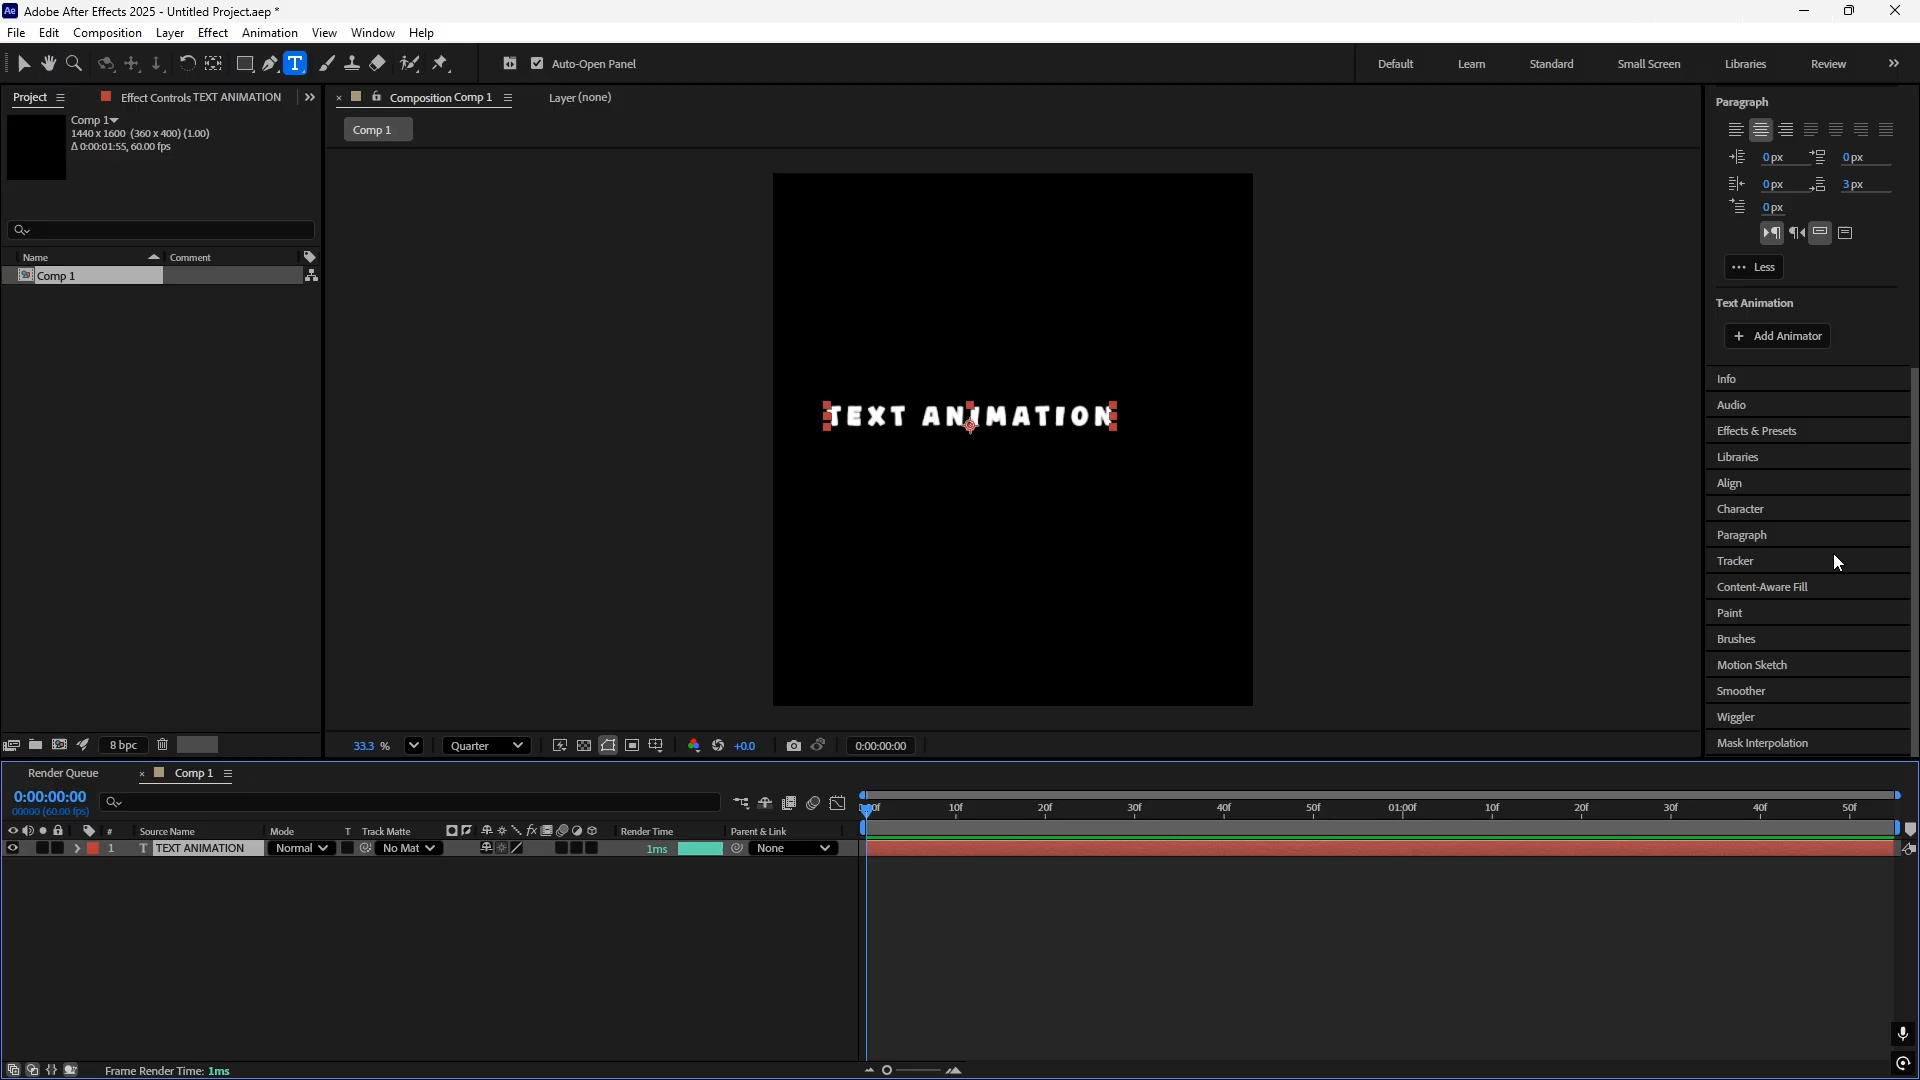 Adobe After Effects 2025 - Untitled Project.aep *
File Edit Composition Layer Effect Animation View Window Help
Auto-Open Panel
Default Learn Standard Small Screen Libraries Review
Project
Effect Controls TEXT ANIMATION
Comp 1
1440 x 1600 (360 x 400) (1.00)
Δ 0:00:01:55, 60.00 fps
Name Comment
Comp 1
8 bpc
Composition Comp 1
Layer (none)
Comp 1
TEXT ANIMATION
33.3 %
Quarter
+0.0
0:00:00:00
Paragraph
0 px 0 px
0 px 3 px
0 px
Less
Text Animation
+ Add Animator
Info
Audio
Effects & Presets
Libraries
Align
Character
Paragraph
Tracker
Content-Aware Fill
Paint
Brushes
Motion Sketch
Smoother
Wiggler
Mask Interpolation
Render Queue
Comp 1
0:00:00:00
00000 (60.00 fps)
10f 20f 30f 40f 50f 01:00f 10f 20f 30f 40f 50f
# Source Name Mode T Track Matte fx Render Time Parent & Link
1 T TEXT ANIMATION Normal No Mat 1ms None
Frame Render Time: 1ms